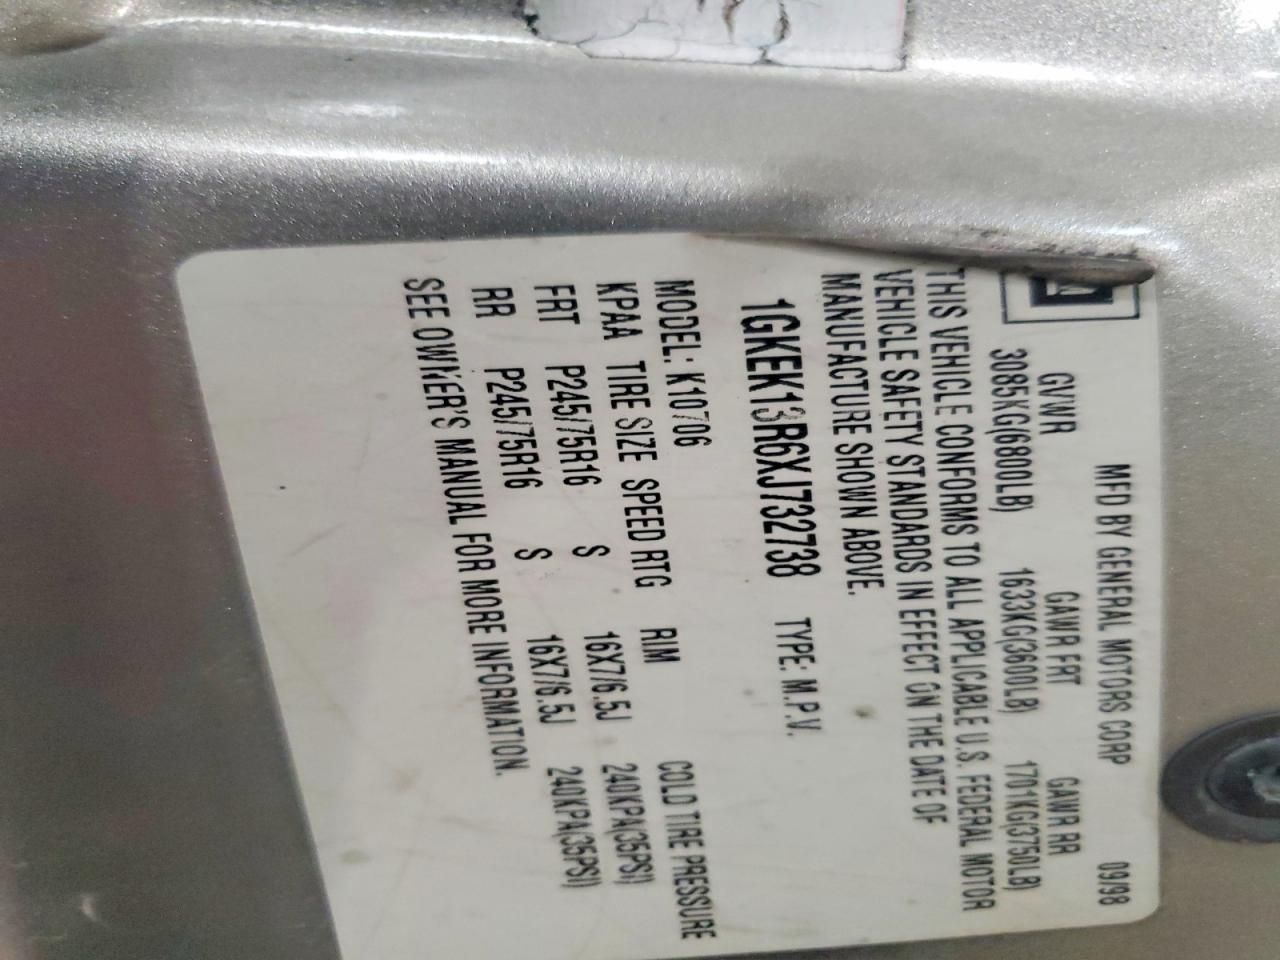 MFD BY GENERAL MOTORS CORP 09/98
GVWR GAWR FRT GAWR RR
3085KG(6800LB) 1633KG(3600LB) 1701KG(3750LB)
THIS VEHICLE CONFORMS TO ALL APPLICABLE U.S. FEDERAL MOTOR
VEHICLE SAFETY STANDARDS IN EFFECT ON THE DATE OF
MANUFACTURE SHOWN ABOVE.
1GKEK13R6XJ732738 TYPE: M.P.V.
MODEL: K10706
KPAA TIRE SIZE SPEED RTG RIM COLD TIRE PRESSURE
FRT P245/75R16 S 16X7/6.5J 240KPA(35PSI)
RR P245/75R16 S 16X7/6.5J 240KPA(35PSI)
SEE OWNER'S MANUAL FOR MORE INFORMATION.